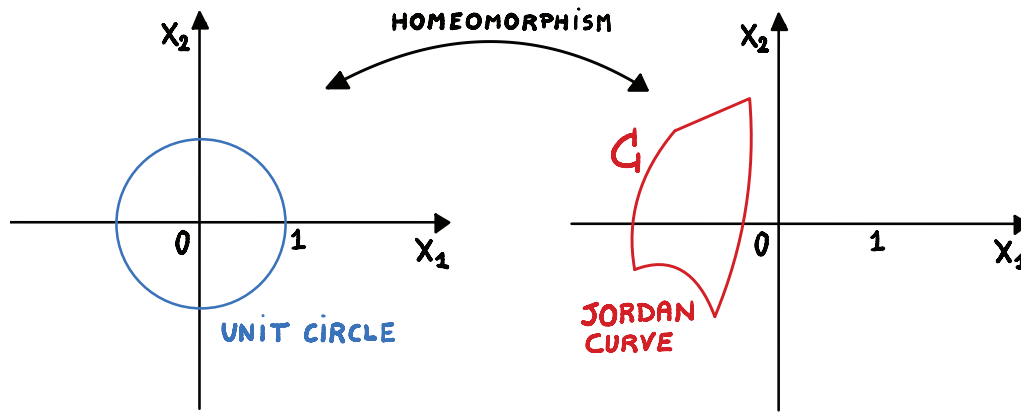 HOMEOMORPHiSM
X2
X2
C
0
1
X1
0
1
X1
UNiT CiRCLE
JORDAN
CURVE